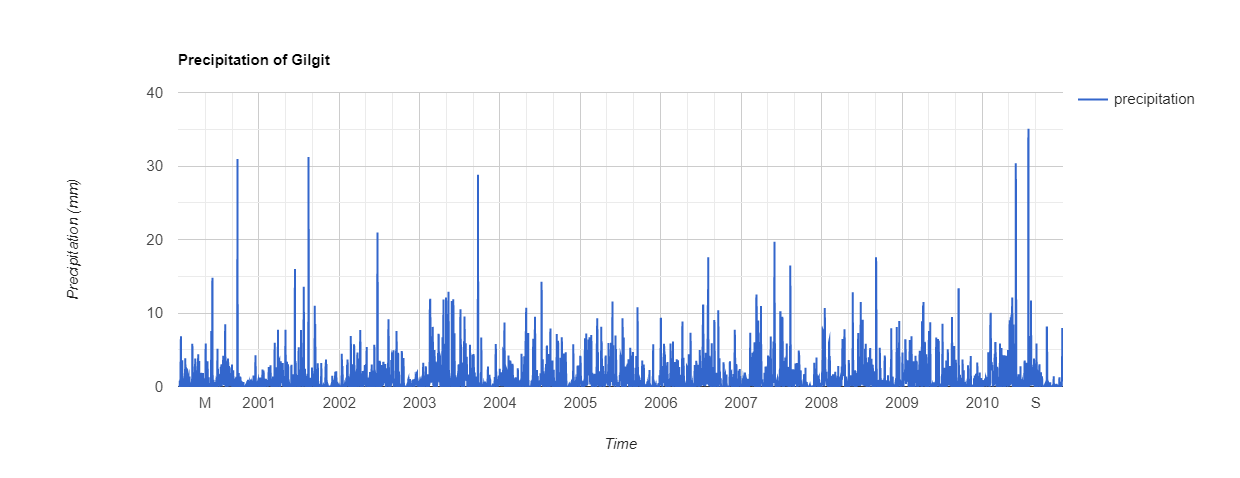 Precipitation of Gilgit
40
precipitation
30
20
10
0
Precipitation (mm)
M 2001 2002 2003 2004 2005 2006 2007 2008 2009 2010 S
Time